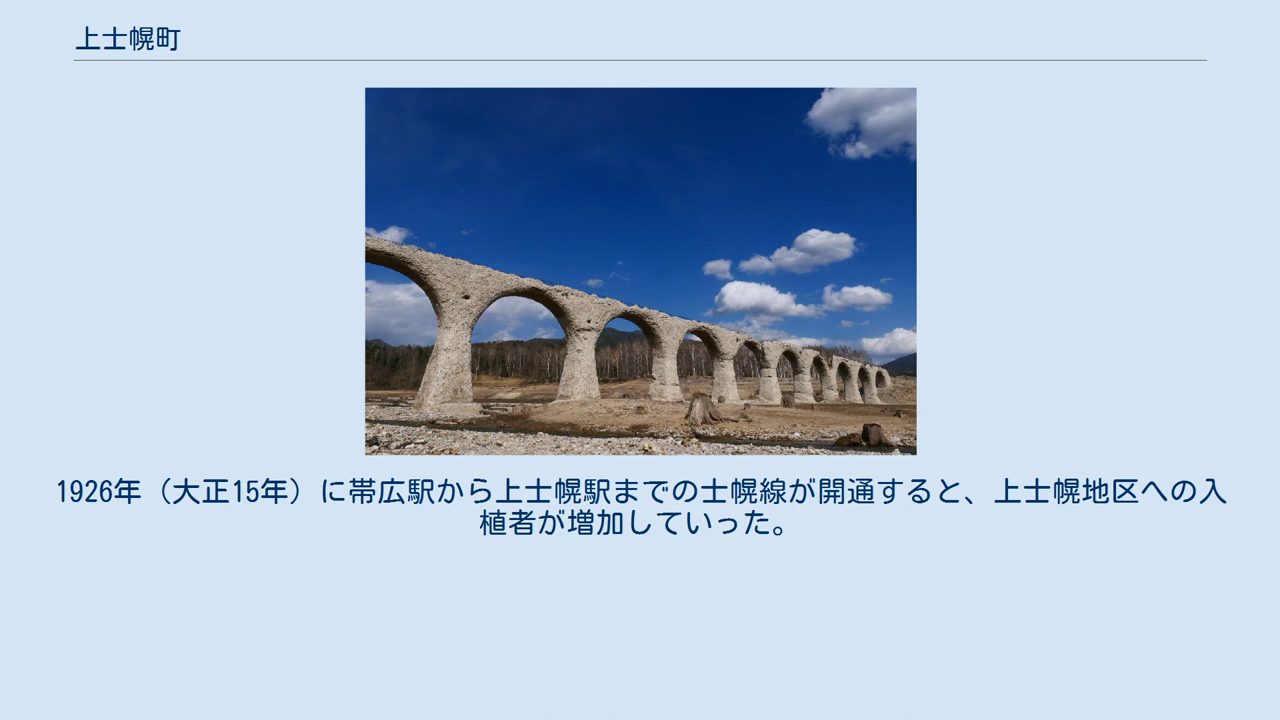 上士幌町
1926年（大正15年）に帯広駅から上士幌駅までの士幌線が開通すると、上士幌地区への入
植者が増加していった。